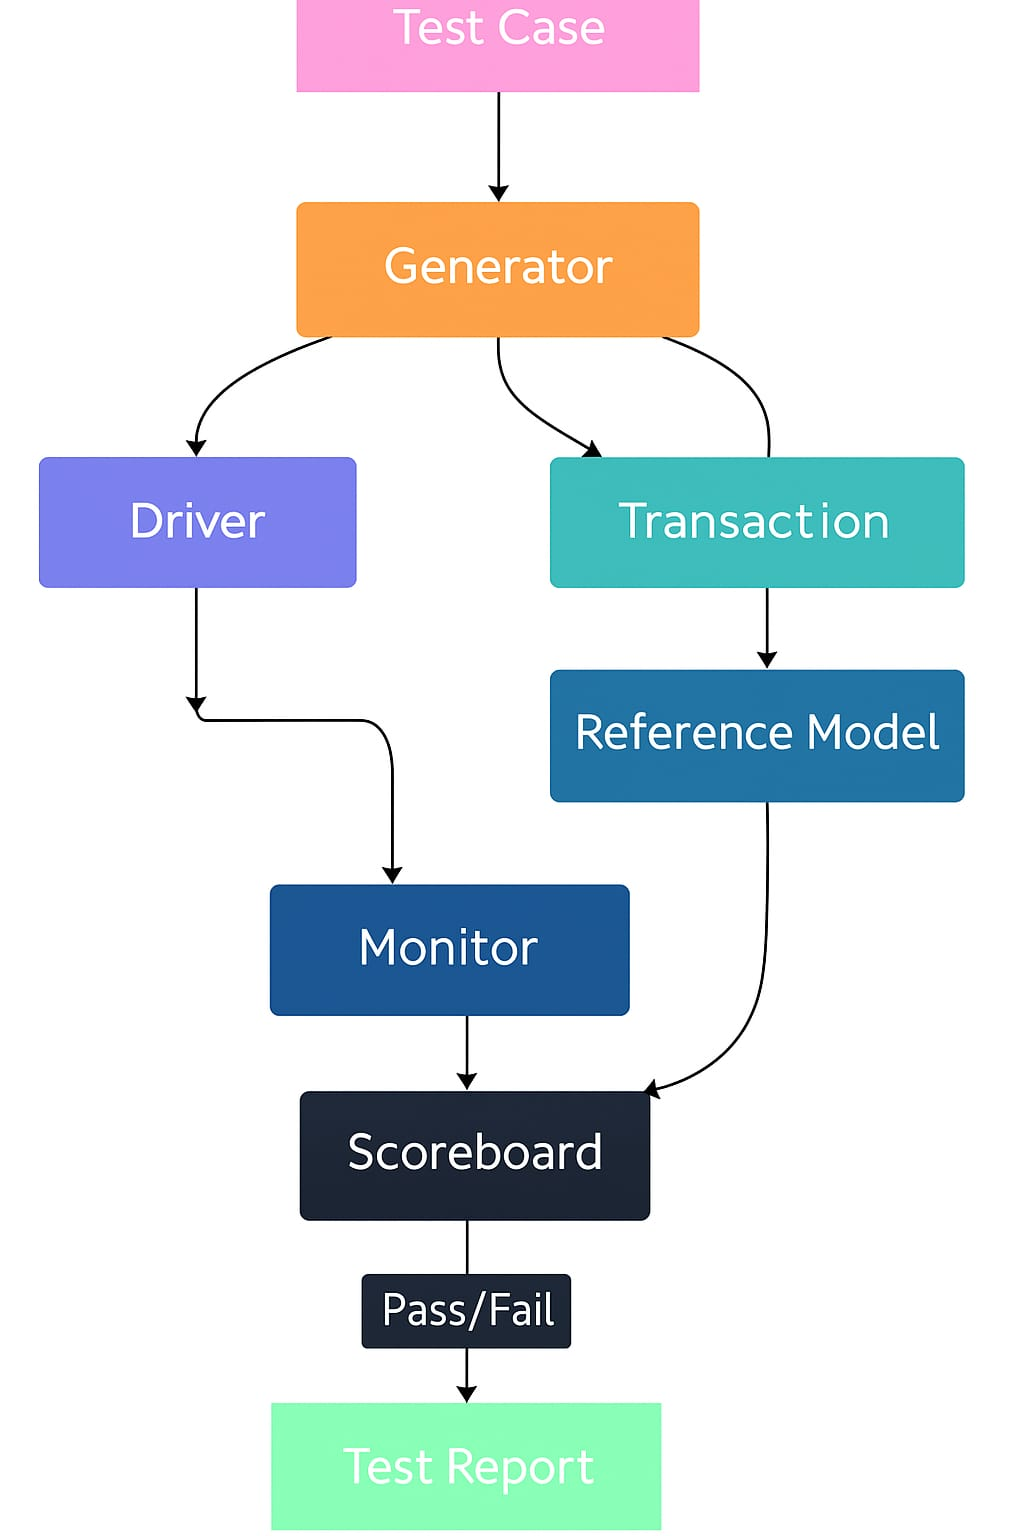 Test Case
Generator
Driver
Transaction
Reference Model
Monitor
Scoreboard
Pass/Fail
Test Report